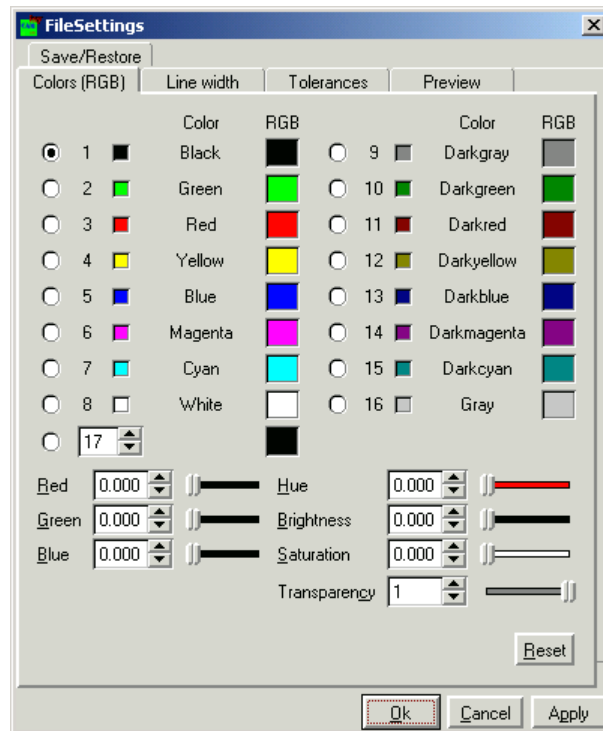 FileSettings
Save/Restore
Colors (RGB) Line width Tolerances Preview
Color RGB Color RGB
1 Black 9 Darkgray
2 Green 10 Darkgreen
3 Red 11 Darkred
4 Yellow 12 Darkyellow
5 Blue 13 Darkblue
6 Magenta 14 Darkmagenta
7 Cyan 15 Darkcyan
8 White 16 Gray
17
Red 0.000 Hue 0.000
Green 0.000 Brightness 0.000
Blue 0.000 Saturation 0.000
Transparency 1
Reset
Ok Cancel Apply